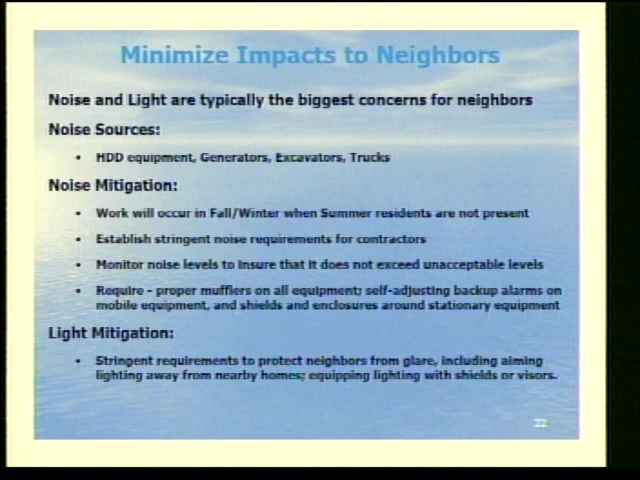 Minimize Impacts to Neighbors
Noise and Light are typically the biggest concerns for neighbors
Noise Sources:
• HDD equipment, Generators, Excavators, Trucks
Noise Mitigation:
• Work will occur in Fall/Winter when Summer residents are not present
• Establish stringent noise requirements for contractors
• Monitor noise levels to insure that it does not exceed unacceptable levels
• Require - proper mufflers on all equipment; self-adjusting backup alarms on
mobile equipment, and shields and enclosures around stationary equipment
Light Mitigation:
• Stringent requirements to protect neighbors from glare, including aiming
lighting away from nearby homes; equipping lighting with shields or visors.
22